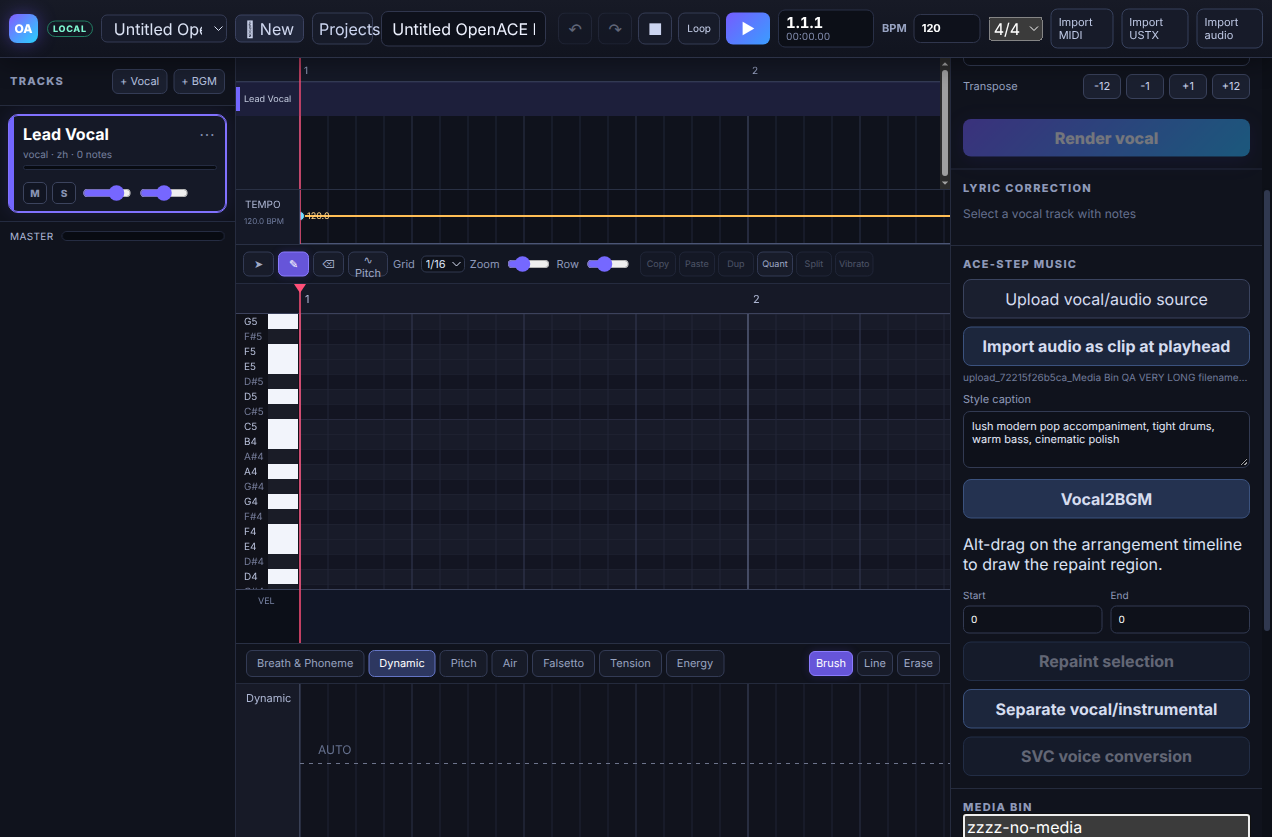 OA LOCAL Untitled Ope New Projects Untitled OpenACE Loop 1.1.1 00:00.00 BPM 120 4/4 Import MIDI Import USTX Import audio
TRACKS + Vocal + BGM
Lead Vocal ...
vocal · zh · 0 notes
M S
MASTER
1 2
Lead Vocal
TEMPO
120.0 BPM
120.0
Pitch Grid 1/16 Zoom Row Copy Paste Dup Quant Split Vibrato
1 2
G5
F#5
F5
E5
D#5
D5
C#5
C5
B4
A#4
A4
G#4
G4
F#4
F4
E4
D#4
D4
VEL
Breath & Phoneme Dynamic Pitch Air Falsetto Tension Energy Brush Line Erase
Dynamic
AUTO
Transpose -12 -1 +1 +12
Render vocal
LYRIC CORRECTION
Select a vocal track with notes
ACE-STEP MUSIC
Upload vocal/audio source
Import audio as clip at playhead
upload_72215f26b5ca_Media Bin QA VERY LONG filename...
Style caption
lush modern pop accompaniment, tight drums,
warm bass, cinematic polish
Vocal2BGM
Alt-drag on the arrangement timeline
to draw the repaint region.
Start End
0 0
Repaint selection
Separate vocal/instrumental
SVC voice conversion
MEDIA BIN
zzzz-no-media